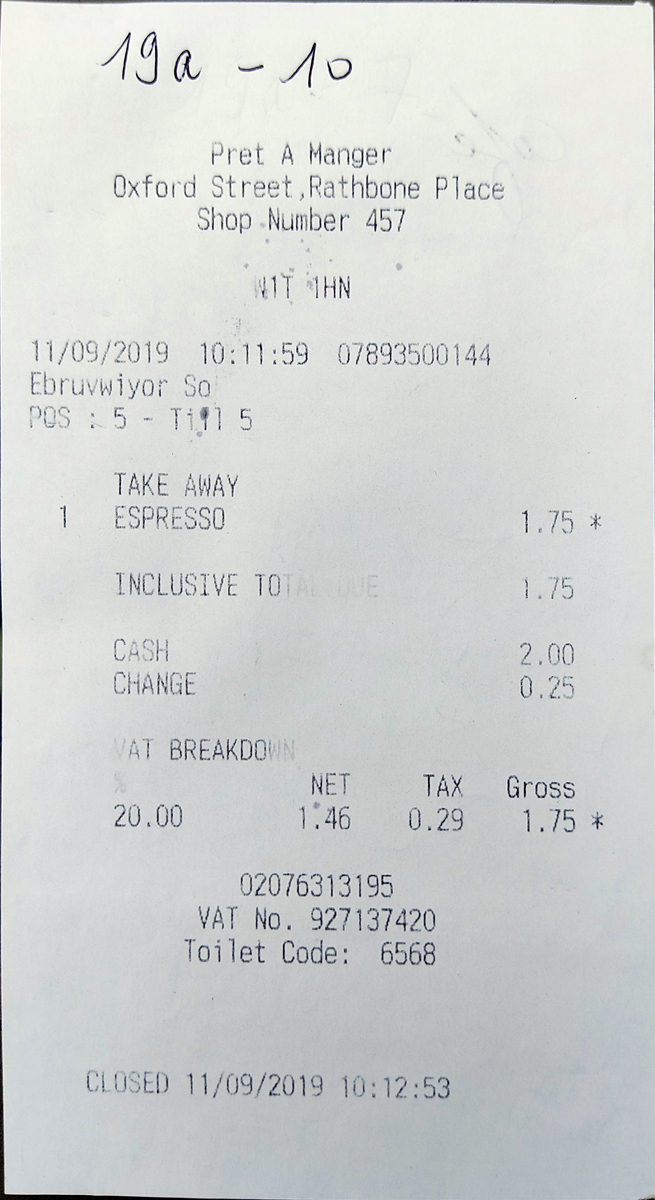 19a - 10
Pret A Manger
Oxford Street,Rathbone Place
Shop Number 457
W1T 1HN
11/09/2019 10:11:59 07893500144
Ebruvwiyor So
POS : 5 - Till 5
TAKE AWAY
1 ESPRESSO 1.75 *
INCLUSIVE TOTAL DUE 1.75
CASH 2.00
CHANGE 0.25
VAT BREAKDOWN
% NET TAX Gross
20.00 1.46 0.29 1.75 *
02076313195
VAT No. 927137420
Toilet Code: 6568
CLOSED 11/09/2019 10:12:53